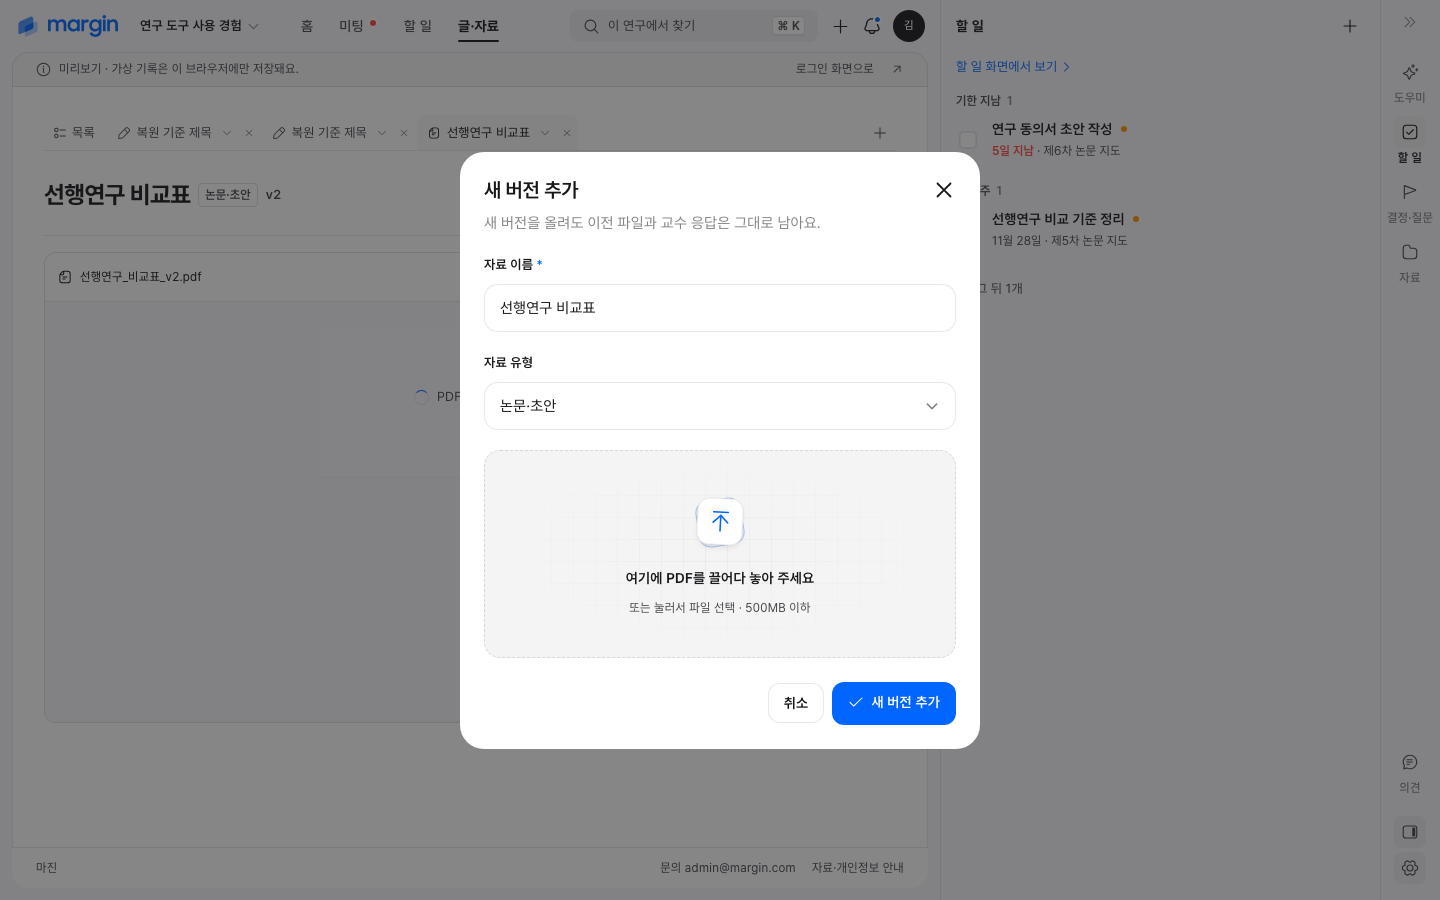 margin
연구 도구 사용 경험
홈
미팅
할 일
글·자료
이 연구에서 찾기
⌘ K
김
미리보기 · 가상 기록은 이 브라우저에만 저장돼요.
로그인 화면으로
목록
복원 기준 제목
복원 기준 제목
선행연구 비교표
선행연구 비교표
논문·초안
v2
선행연구_비교표_v2.pdf
PDF
새 버전 추가
새 버전을 올려도 이전 파일과 교수 응답은 그대로 남아요.
자료 이름 *
선행연구 비교표
자료 유형
논문·초안
여기에 PDF를 끌어다 놓아 주세요
또는 눌러서 파일 선택 · 500MB 이하
취소
새 버전 추가
할 일
할 일 화면에서 보기
기한 지남 1
연구 동의서 초안 작성
5일 지남 · 제6차 논문 지도
주 1
선행연구 비교 기준 정리
11월 28일 · 제5차 논문 지도
그 뒤 1개
도우미
할 일
결정·질문
자료
의견
마진
문의 admin@margin.com
자료·개인정보 안내